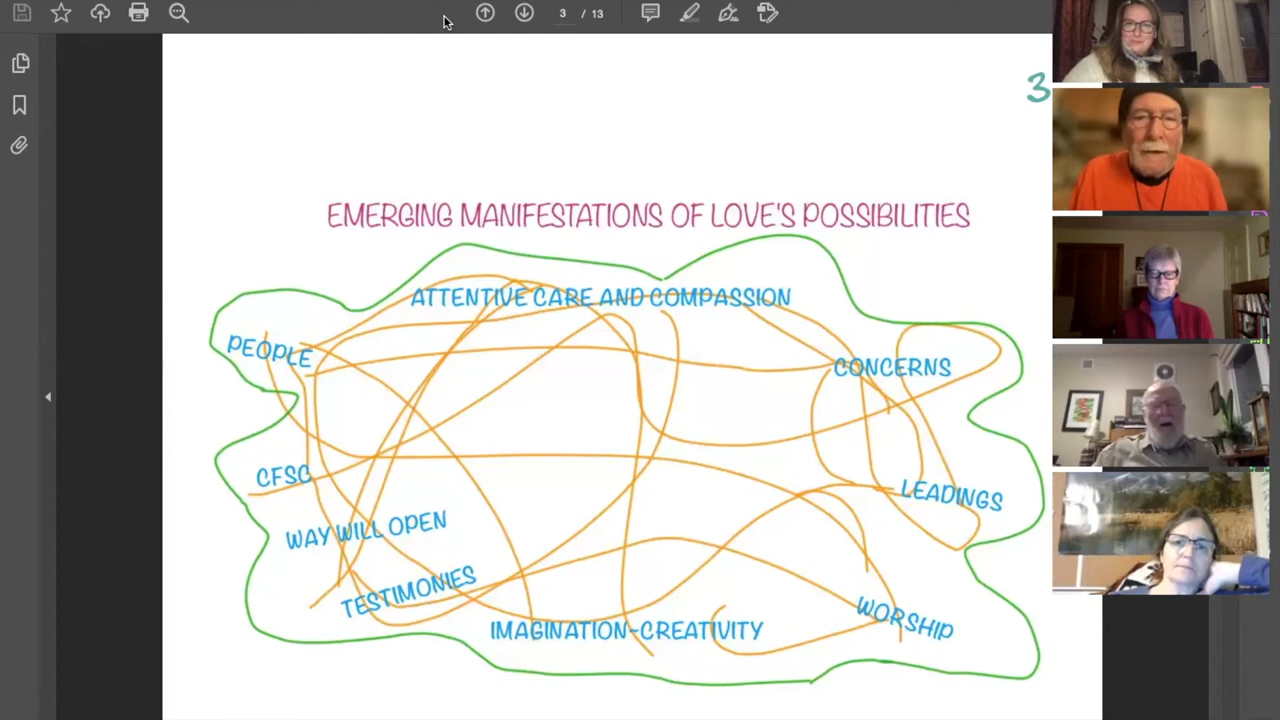 3 / 13
3
EMERGING MANIFESTATIONS OF LOVE'S POSSIBILITIES
ATTENTIVE CARE AND COMPASSION
PEOPLE
CONCERNS
CFSC
LEADINGS
WAY WILL OPEN
TESTIMONIES
IMAGINATION-CREATIVITY
WORSHIP